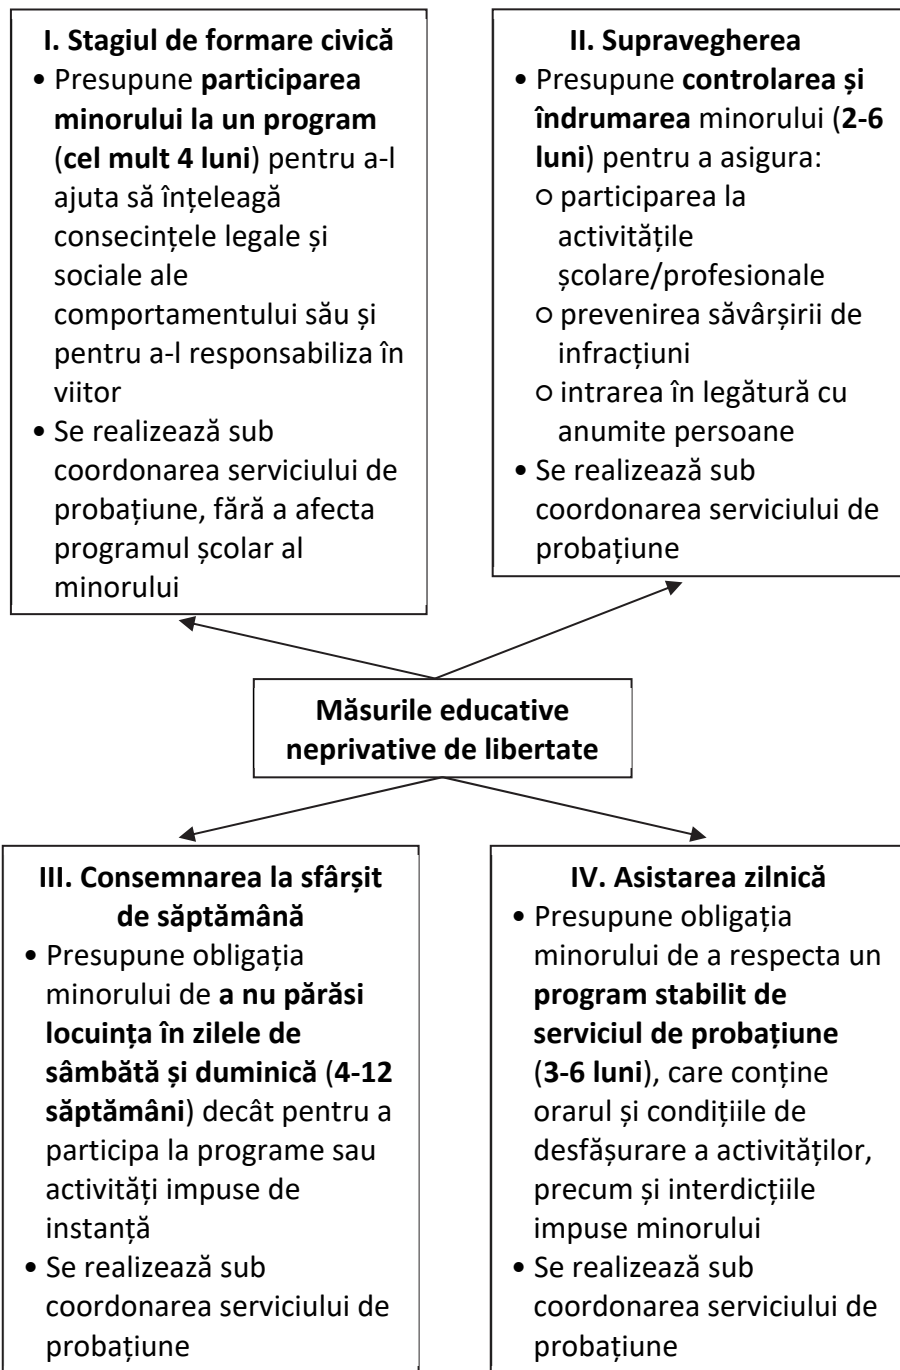 I. Stagiul de formare civică
• Presupune participarea
minorului la un program
(cel mult 4 luni) pentru a-l
ajuta să înțeleagă
consecințele legale și
sociale ale
comportamentului său și
pentru a-l responsabiliza în
viitor
• Se realizează sub
coordonarea serviciului de
probațiune, fără a afecta
programul școlar al
minorului
II. Supravegherea
• Presupune controlarea și
îndrumarea minorului (2-6
luni) pentru a asigura:
○ participarea la
activitățile
școlare/profesionale
○ prevenirea săvârșirii de
infracțiuni
○ intrarea în legătură cu
anumite persoane
• Se realizează sub
coordonarea serviciului de
probațiune
Măsurile educative
neprivative de libertate
III. Consemnarea la sfârșit
de săptămână
• Presupune obligația
minorului de a nu părăsi
locuința în zilele de
sâmbătă și duminică (4-12
săptămâni) decât pentru a
participa la programe sau
activități impuse de
instanță
• Se realizează sub
coordonarea serviciului de
probațiune
IV. Asistarea zilnică
• Presupune obligația
minorului de a respecta un
program stabilit de
serviciul de probațiune
(3-6 luni), care conține
orarul și condițiile de
desfășurare a activităților,
precum și interdicțiile
impuse minorului
• Se realizează sub
coordonarea serviciului de
probațiune